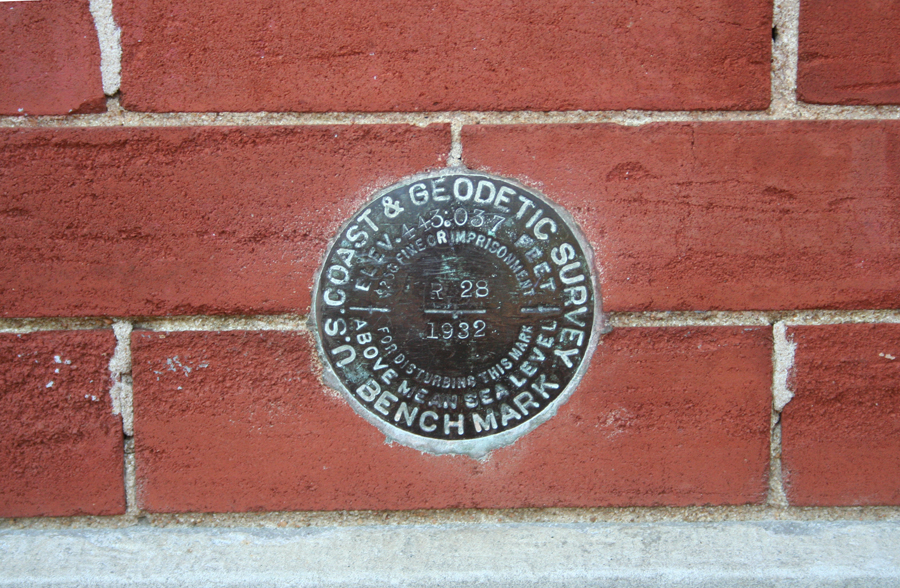 U.S. COAST & GEODETIC SURVEY
ELEV. 443.037 FEET
$250 FINE OR IMPRISONMENT
R 28
1932
FOR DISTURBING THIS MARK
ABOVE MEAN SEA LEVEL
BENCH MARK